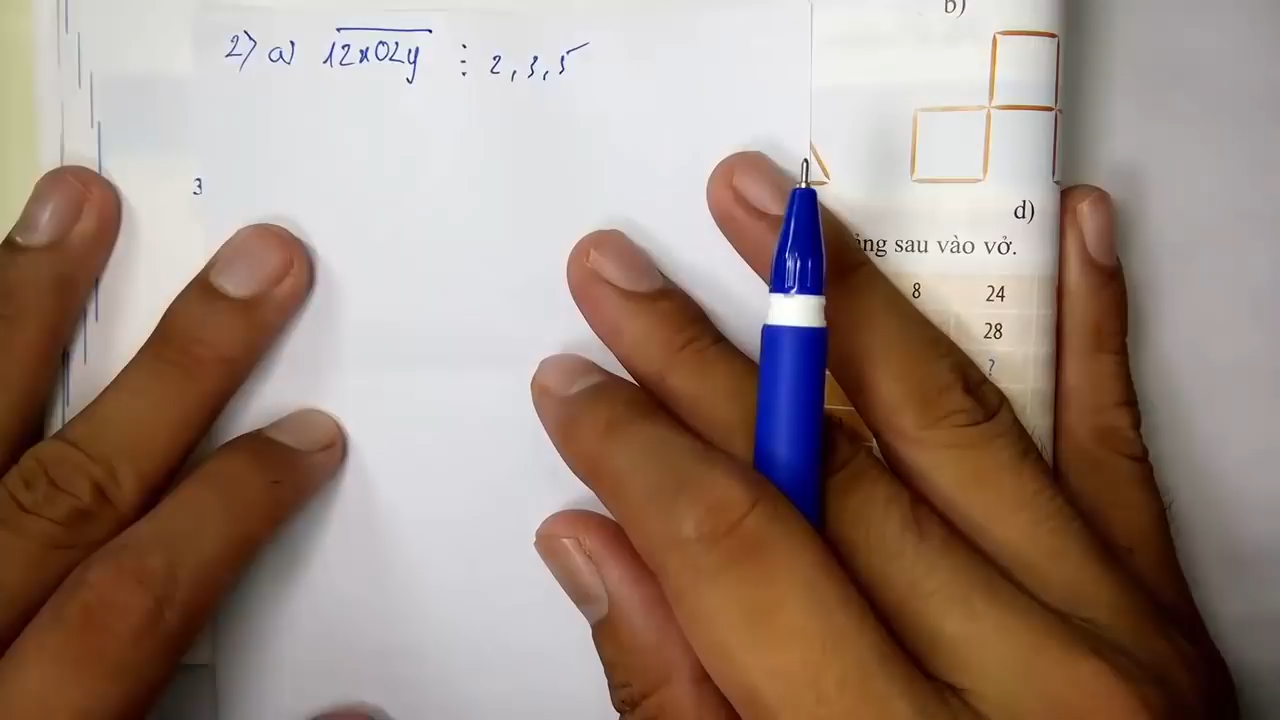 2) a) 12x02y ⋮ 2, 3, 5
3
b)
d)
ảng sau vào vở.
8 24
28
?